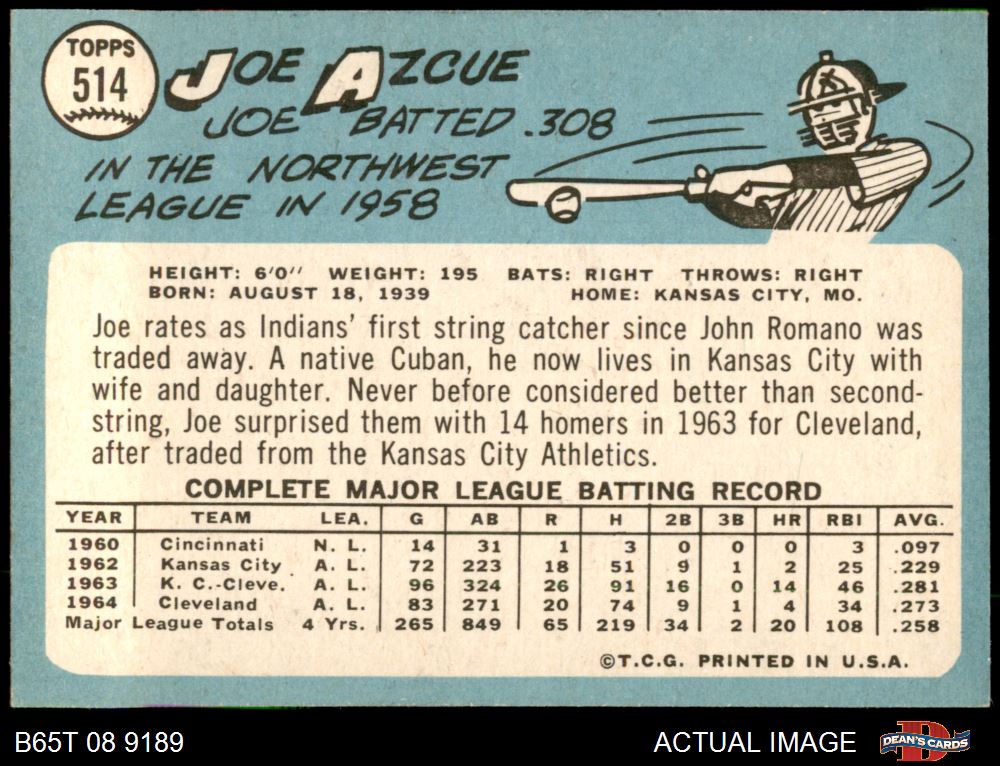 TOPPS
514
JOE AZCUE
JOE BATTED .308
IN THE NORTHWEST
LEAGUE IN 1958
HEIGHT: 6'0" WEIGHT: 195 BATS: RIGHT THROWS: RIGHT
BORN: AUGUST 18, 1939 HOME: KANSAS CITY, MO.
Joe rates as Indians' first string catcher since John Romano was
traded away. A native Cuban, he now lives in Kansas City with
wife and daughter. Never before considered better than second-
string, Joe surprised them with 14 homers in 1963 for Cleveland,
after traded from the Kansas City Athletics.
COMPLETE MAJOR LEAGUE BATTING RECORD
YEAR TEAM LEA. G AB R H 2B 3B HR RBI AVG.
1960 Cincinnati N. L. 14 31 1 3 0 0 0 3 .097
1962 Kansas City A. L. 72 223 18 51 9 1 2 25 .229
1963 K. C.-Cleve. A. L. 96 324 26 91 16 0 14 46 .281
1964 Cleveland A. L. 83 271 20 74 9 1 4 34 .273
Major League Totals 4 Yrs. 265 849 65 219 34 2 20 108 .258
©T.C.G. PRINTED IN U.S.A.
B65T 08 9189 ACTUAL IMAGE
D
DEAN'S CARDS